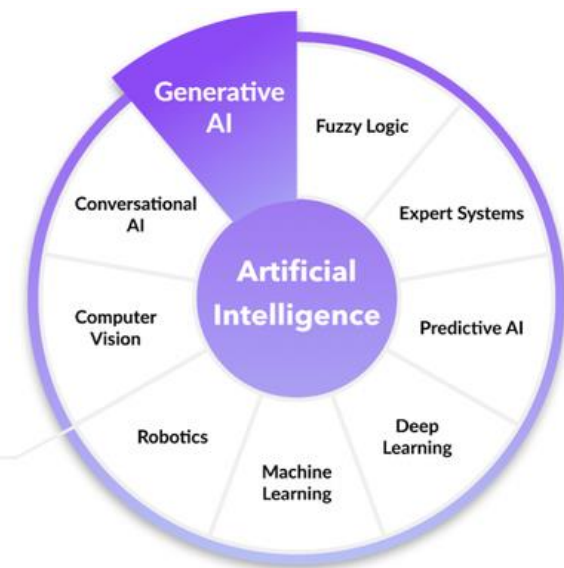 Generative
AI
Fuzzy Logic
Expert Systems
Predictive AI
Deep
Learning
Machine
Learning
Robotics
Computer
Vision
Conversational
AI
Artificial
Intelligence